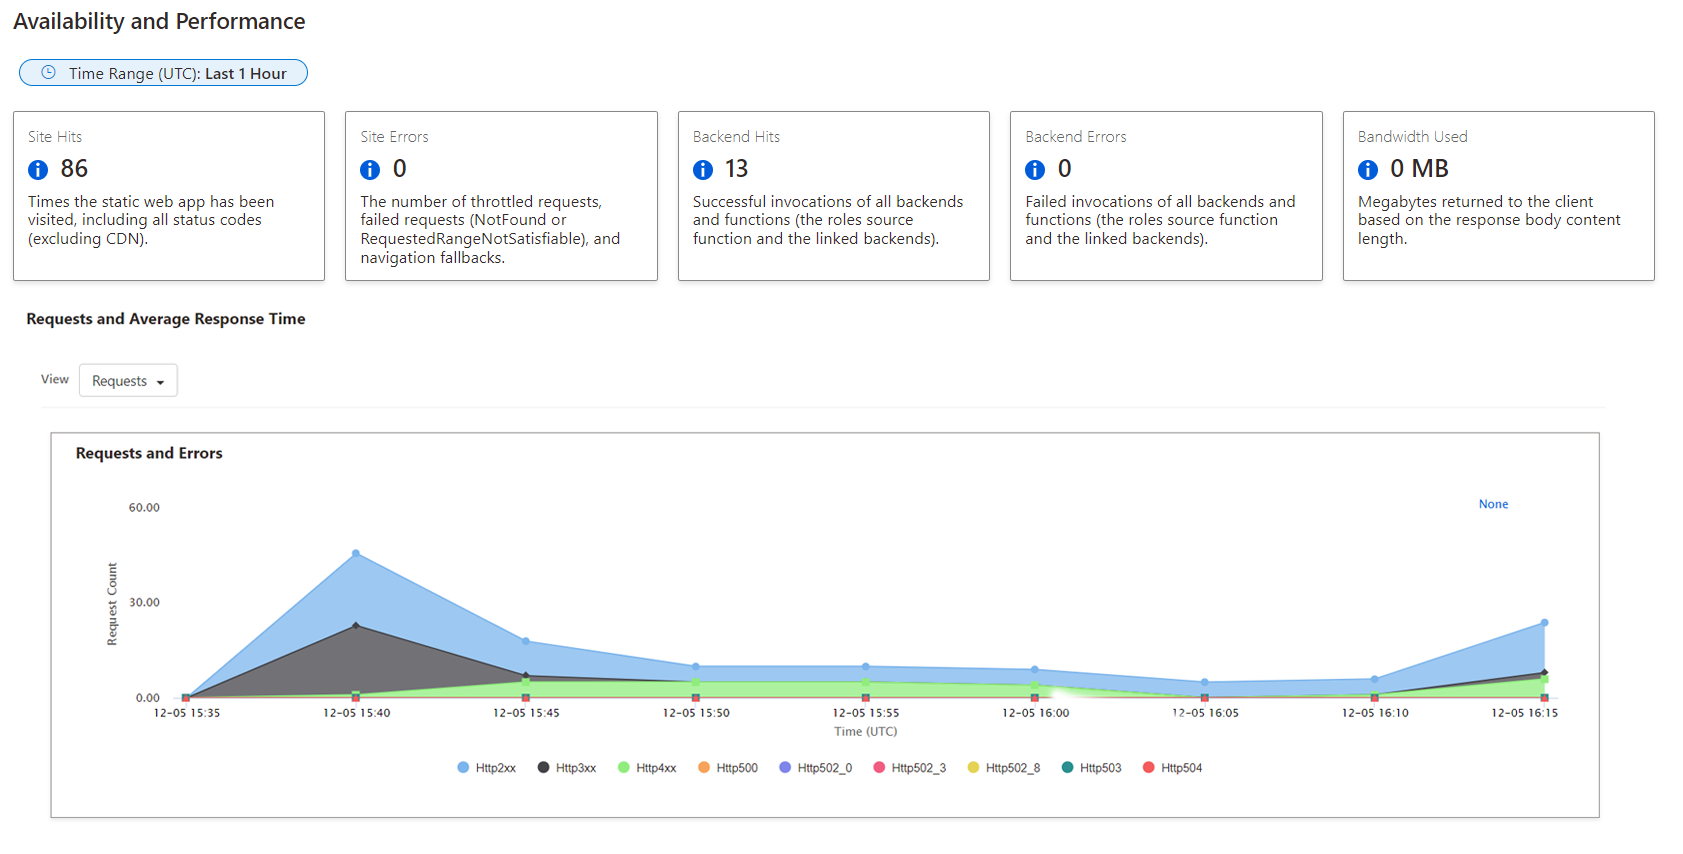 Availability and Performance
Time Range (UTC): Last 1 Hour
Site Hits
86
Times the static web app has been
visited, including all status codes
(excluding CDN).
Site Errors
0
The number of throttled requests,
failed requests (NotFound or
RequestedRangeNotSatisfiable), and
navigation fallbacks.
Backend Hits
13
Successful invocations of all backends
and functions (the roles source
function and the linked backends).
Backend Errors
0
Failed invocations of all backends and
functions (the roles source function
and the linked backends).
Bandwidth Used
0 MB
Megabytes returned to the client
based on the response body content
length.
Requests and Average Response Time
View Requests
Requests and Errors
None
Request Count
60.00
30.00
0.00
12-05 15:35 12-05 15:40 12-05 15:45 12-05 15:50 12-05 15:55 12-05 16:00 12-05 16:05 12-05 16:10 12-05 16:15
Time (UTC)
Http2xx Http3xx Http4xx Http500 Http502_0 Http502_3 Http502_8 Http503 Http504